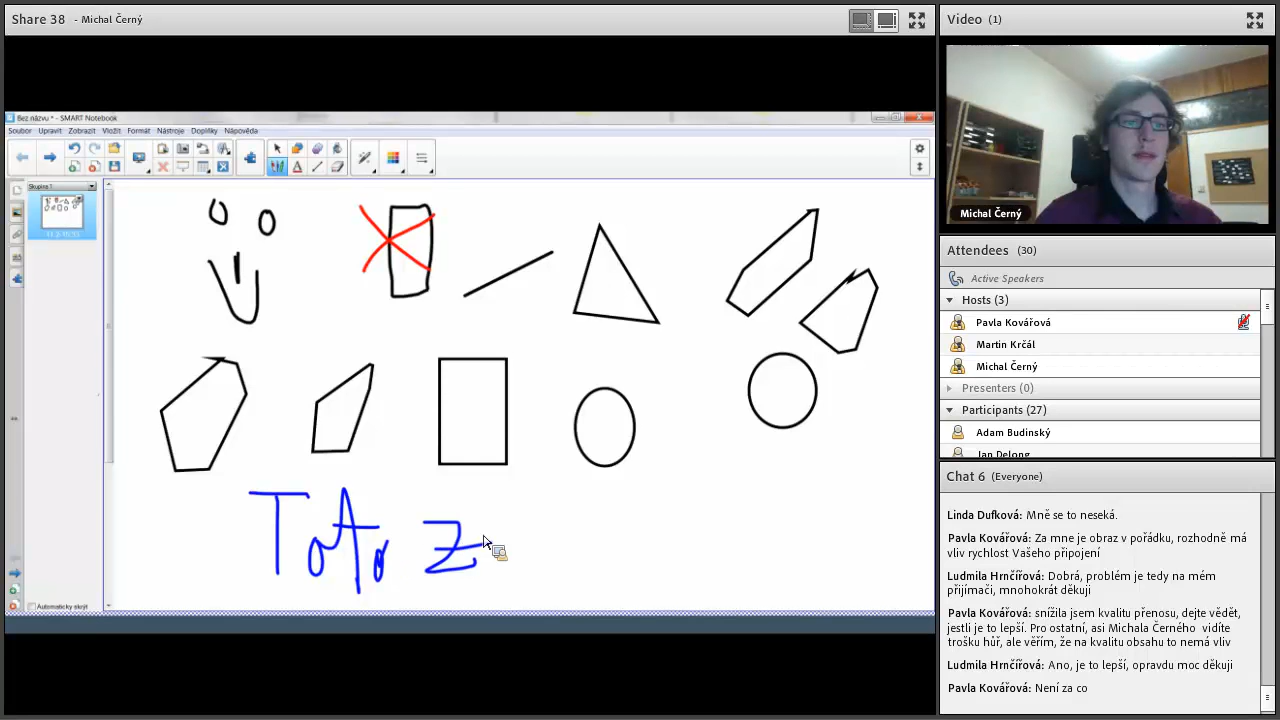 Share 38 - Michal Černý
Bez názvu * - SMART Notebook
Soubor Upravit Zobrazit Vložit Formát Nástroje Doplňky Nápověda
Skupina 1
Toto z
Automaticky skrýt
Video (1)
Michal Černý
Attendees (30)
Active Speakers
Hosts (3)
Pavla Kovářová
Martin Krčál
Michal Černý
Presenters (0)
Participants (27)
Adam Budinský
Jan Delong
Chat 6 (Everyone)
Linda Dufková: Mně se to neseká.
Pavla Kovářová: Za mne je obraz v pořádku, rozhodně má
vliv rychlost Vašeho připojení
Ludmila Hrnčířová: Dobrá, problém je tedy na mém
přijímači, mnohokrát děkuji
Pavla Kovářová: snížila jsem kvalitu přenosu, dejte vědět,
jestli je to lepší. Pro ostatní, asi Michala Černého vidíte
trošku hůř, ale věřím, že na kvalitu obsahu to nemá vliv
Ludmila Hrnčířová: Ano, je to lepší, opravdu moc děkuji
Pavla Kovářová: Není za co